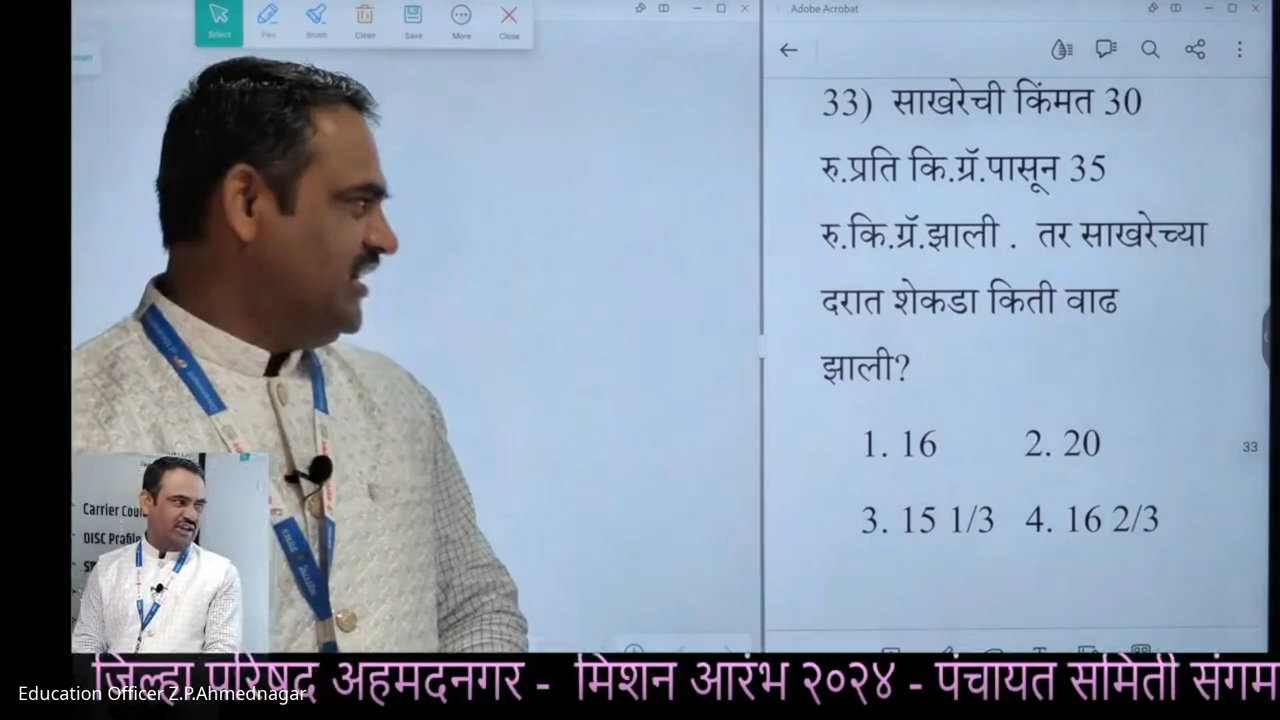 Select
Pen
Brush
Clean
Save
More
Close
Adobe Acrobat
33) साखरेची किंमत 30
रु.प्रति कि.ग्रॅ.पासून 35
रु.कि.ग्रॅ.झाली . तर साखरेच्या
दरात शेकडा किती वाढ
झाली?
1. 16 2. 20
33
3. 15 1/3 4. 16 2/3
Carrier
DISC Profile
जिल्हा परिषद अहमदनगर - मिशन आरंभ २०२४ - पंचायत समिती संगम
Education Officer Z.P.Ahmednagar